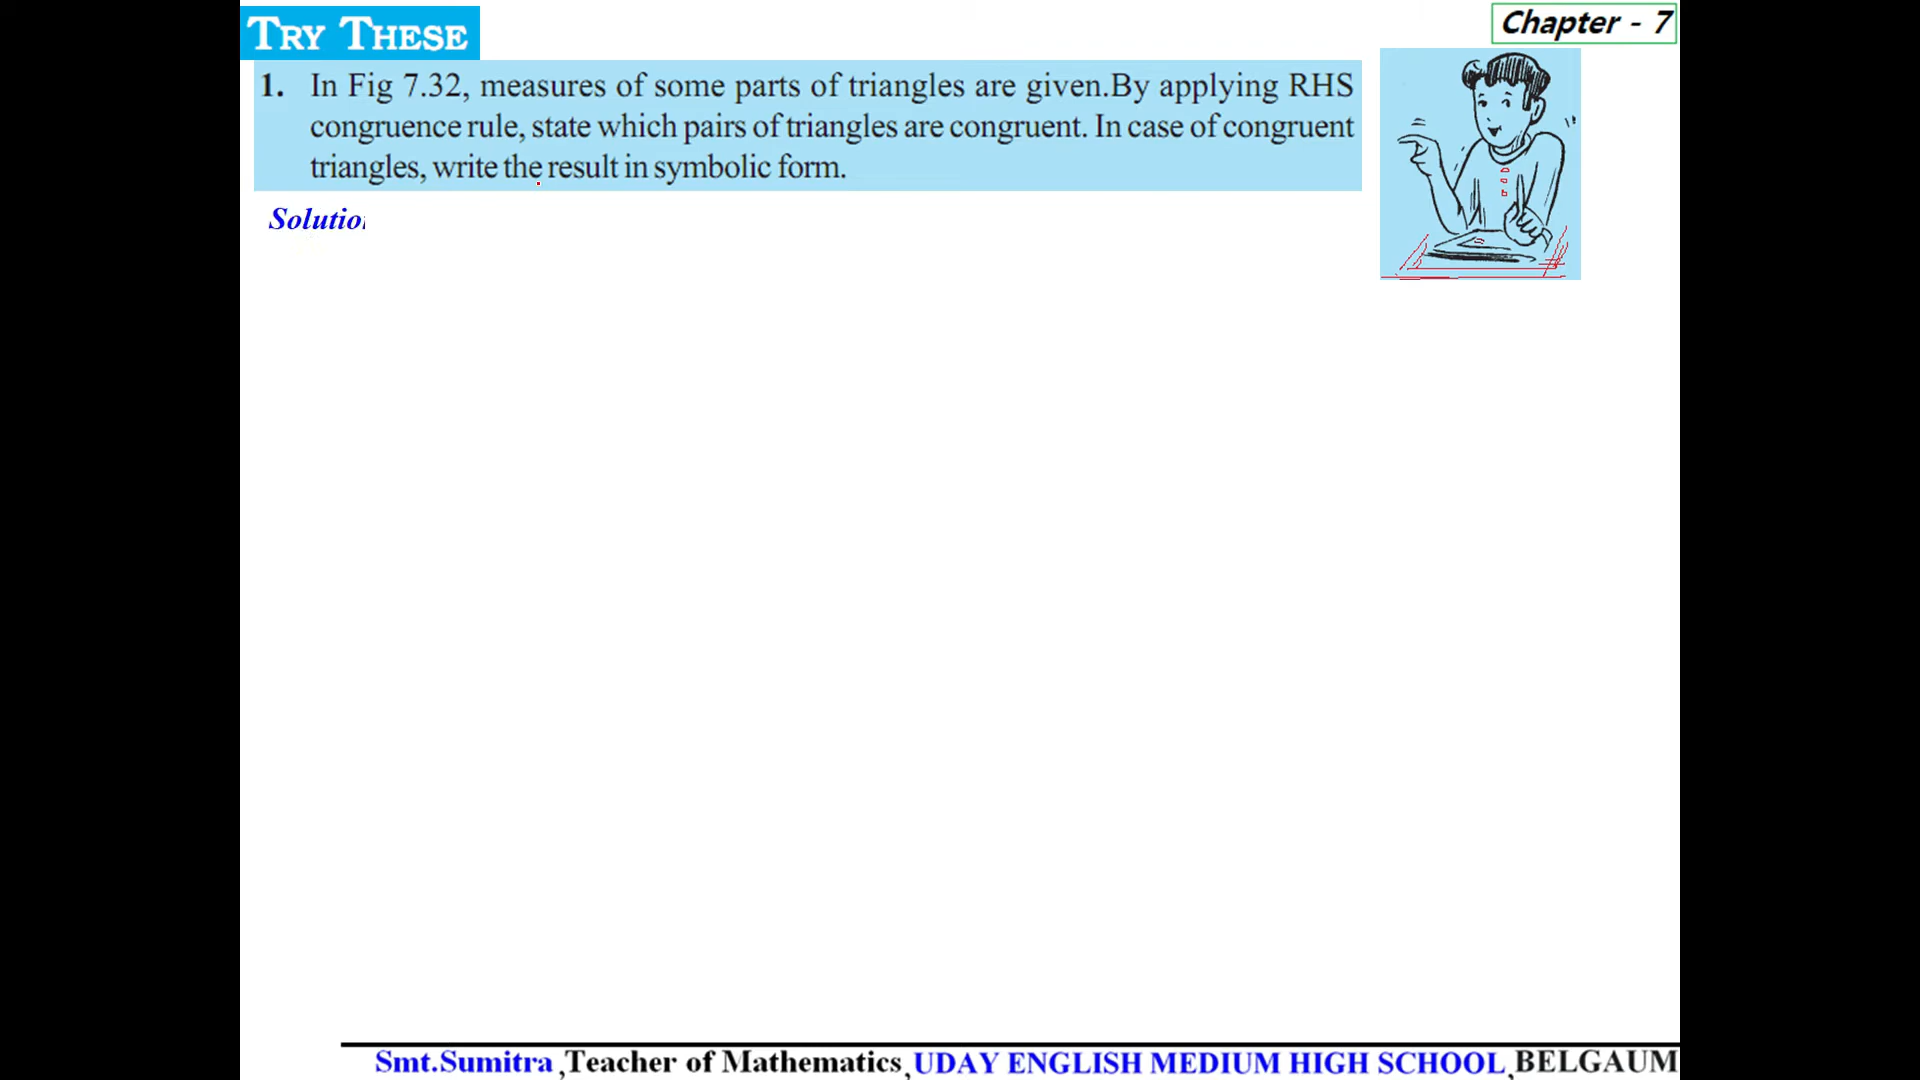 TRY THESE
Chapter - 7
1. In Fig 7.32, measures of some parts of triangles are given.By applying RHS
congruence rule, state which pairs of triangles are congruent. In case of congruent
triangles, write the result in symbolic form.
Solutio
Smt.Sumitra ,Teacher of Mathematics,UDAY ENGLISH MEDIUM HIGH SCHOOL,BELGAUM